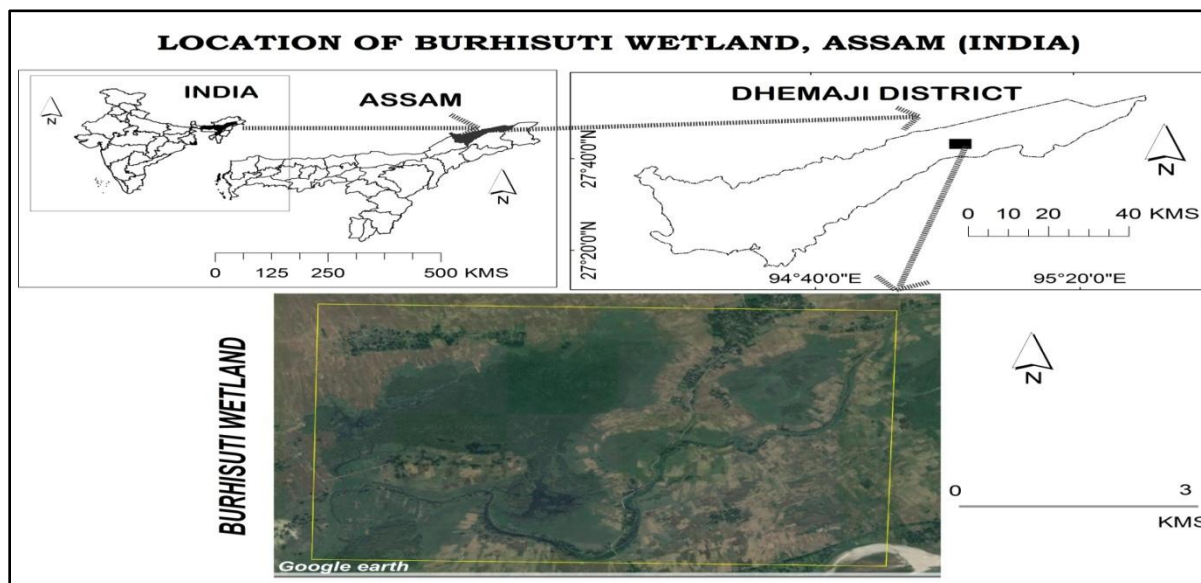 LOCATION OF BURHISUTI WETLAND, ASSAM (INDIA)
INDIA
ASSAM
N
N
0 125 250 500 KMS
DHEMAJI DISTRICT
27°40'0"N
27°20'0"N
N
0 10 20 40 KMS
94°40'0"E 95°20'0"E
BURHISUTI WETLAND
Google earth
N
0 3
KMS